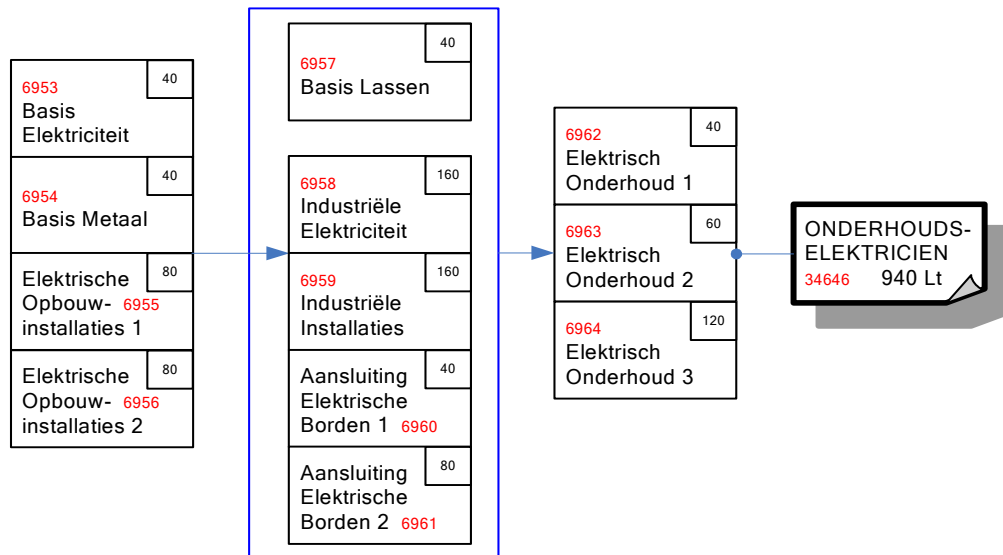 40
6953
Basis
Elektriciteit
40
6954
Basis Metaal
80
Elektrische
Opbouw- 6955
installaties 1
80
Elektrische
Opbouw- 6956
installaties 2
40
6957
Basis Lassen
160
6958
Industriële
Elektriciteit
160
6959
Industriële
Installaties
40
Aansluiting
Elektrische
Borden 1 6960
80
Aansluiting
Elektrische
Borden 2 6961
40
6962
Elektrisch
Onderhoud 1
60
6963
Elektrisch
Onderhoud 2
120
6964
Elektrisch
Onderhoud 3
ONDERHOUDS-
ELEKTRICIEN
34646 940 Lt